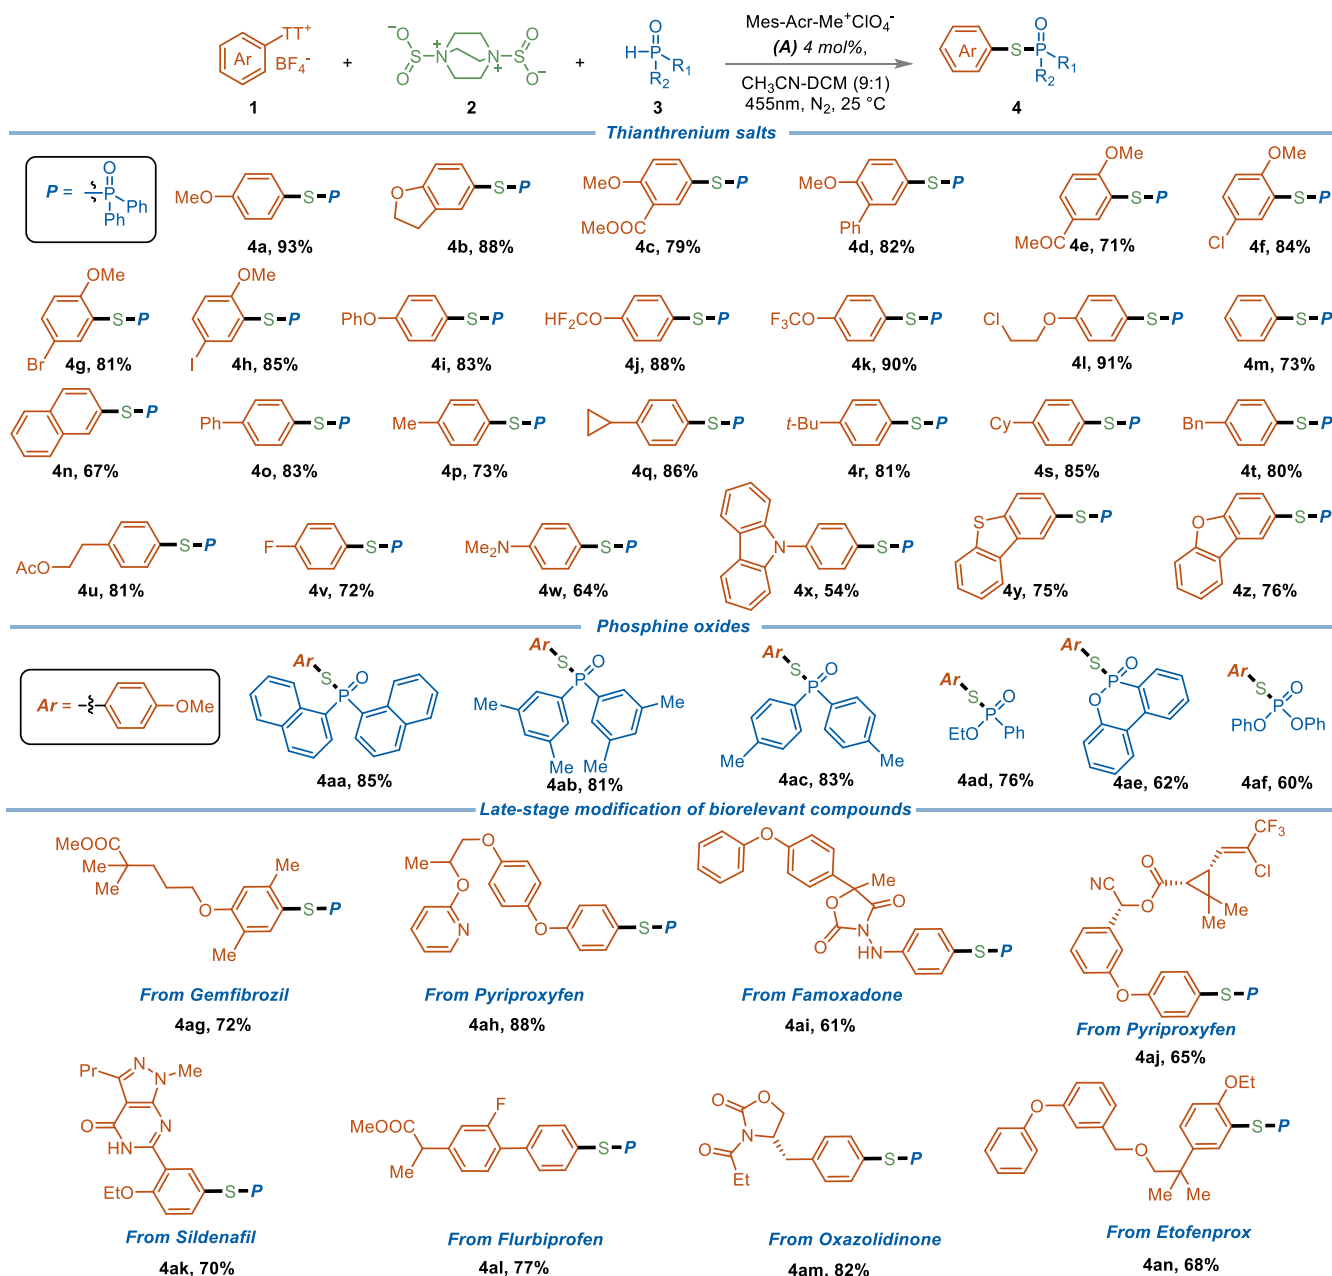 TT⁺
Ar
BF₄⁻
1
+
⁻O
O
S
S
N⁺
N⁺
O
O⁻
2
+
O
H P R₁
R₂
3
Mes-Acr-Me⁺ClO₄⁻
(A) 4 mol%,
CH₃CN-DCM (9:1)
455nm, N₂, 25 °C
O
Ar S P R₁
R₂
4
Thianthrenium salts
P =
O
P Ph
Ph
MeO S P
4a, 93%
O S P
4b, 88%
MeO S P
COOMe
4c, 79%
MeO S P
Ph
4d, 82%
OMe
S P
MeOC
4e, 71%
OMe
S P
Cl
4f, 84%
OMe
S P
Br
4g, 81%
OMe
S P
I
4h, 85%
PhO S P
4i, 83%
HF₂CO S P
4j, 88%
F₃CO S P
4k, 90%
Cl O S P
4l, 91%
S P
4m, 73%
S P
4n, 67%
Ph S P
4o, 83%
Me S P
4p, 73%
S P
4q, 86%
t-Bu S P
4r, 81%
Cy S P
4s, 85%
Bn S P
4t, 80%
AcO S P
4u, 81%
F S P
4v, 72%
Me₂N S P
4w, 64%
N S P
4x, 54%
S S P
4y, 75%
O S P
4z, 76%
Phosphine oxides
Ar = OMe
Ar
S O
P
4aa, 85%
Ar
S O
P
Me Me
Me Me
4ab, 81%
Ar
S O
P
Me Me
4ac, 83%
Ar
S O
P
EtO Ph
4ad, 76%
Ar
S O
P
O
4ae, 62%
Ar
S O
P
PhO OPh
4af, 60%
Late-stage modification of biorelevant compounds
MeOOC
Me
Me
O
Me
Me
S P
From Gemfibrozil
4ag, 72%
Me O
O
N
O S P
From Pyriproxyfen
4ah, 88%
O
Me
O O
O N
HN S P
From Famoxadone
4ai, 61%
CF₃
O Cl
CN
O
Me
Me
O S P
From Pyriproxyfen
4aj, 65%
Pr N
N Me
O
N
HN
EtO S P
From Sildenafil
4ak, 70%
MeOOC F
Me
S P
From Flurbiprofen
4al, 77%
O
O
N
O
Et
S P
From Oxazolidinone
4am, 82%
OEt
O
S P
O
Me Me
From Etofenprox
4an, 68%